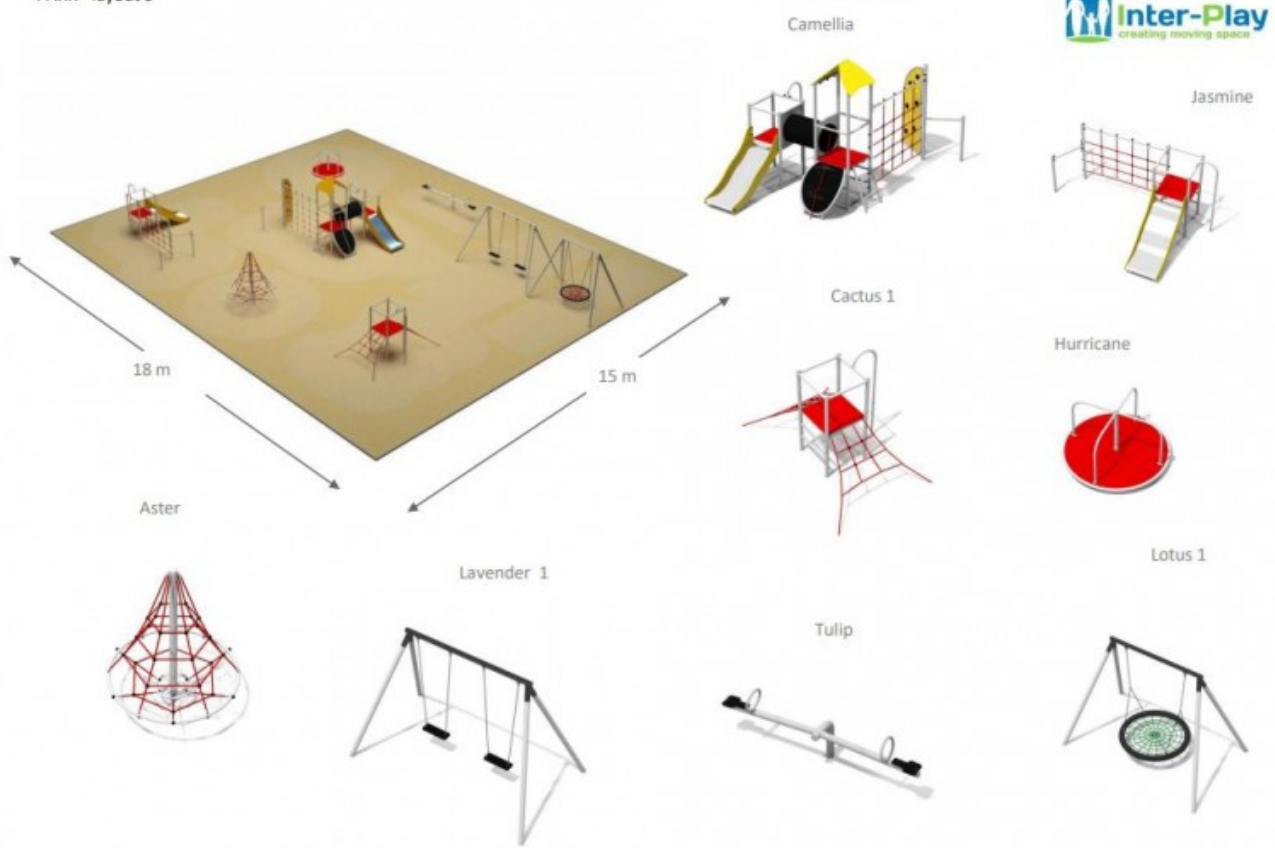 Camellia
Inter-Play
creating moving space
Jasmine
Cactus 1
Hurricane
18 m
15 m
Aster
Lavender 1
Lotus 1
Tulip